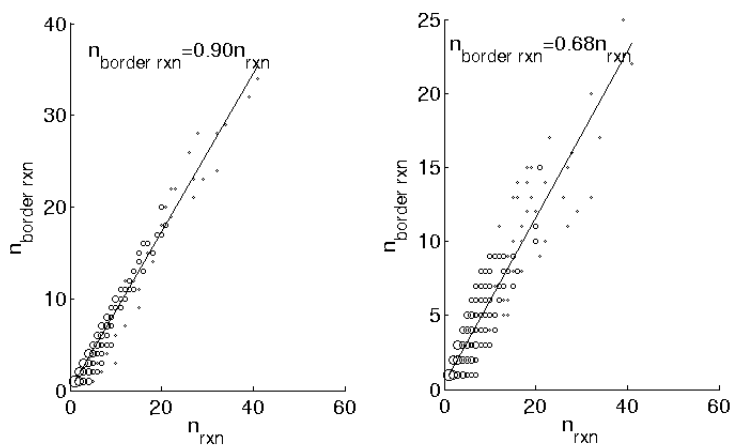 40
30
20
10
0
n_border rxn
n_border rxn=0.90n_rxn
0 20 40 60
n_rxn
25
20
15
10
5
0
n_border rxn
n_border rxn=0.68n_rxn
0 20 40 60
n_rxn